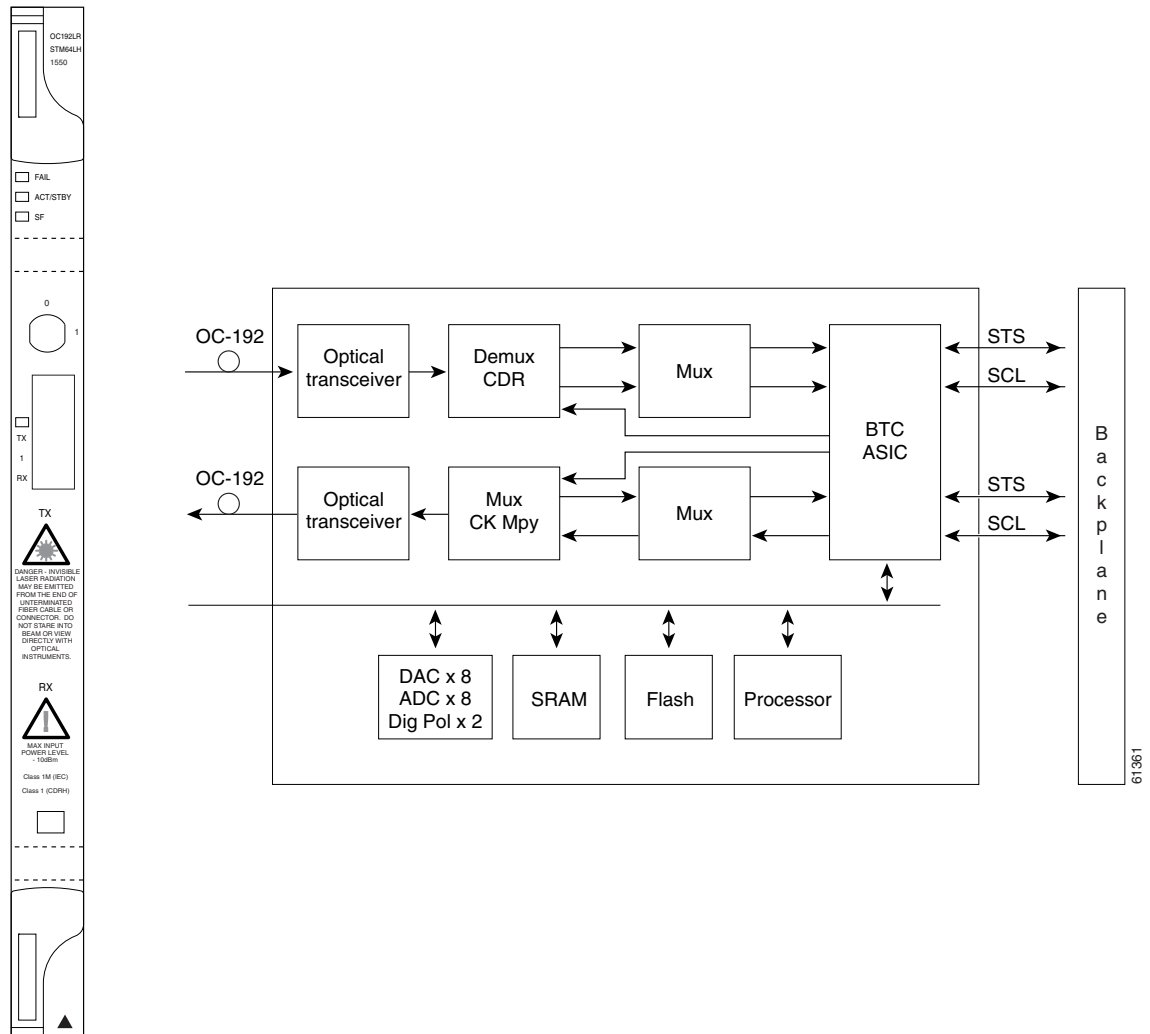 OC192LR
STM64LH
1550
FAIL
ACT/STBY
SF
0
1
TX
1
RX
TX
DANGER - INVISIBLE
LASER RADIATION
MAY BE EMITTED
FROM THE END OF
UNTERMINATED
FIBER CABLE OR
CONNECTOR. DO
NOT STARE INTO
BEAM OR VIEW
DIRECTLY WITH
OPTICAL
INSTRUMENTS.
RX
!
MAX INPUT
POWER LEVEL
- 10dBm
Class 1M (IEC)
Class 1 (CDRH)
OC-192
Optical
transceiver
Demux
CDR
Mux
BTC
ASIC
STS
SCL
OC-192
Optical
transceiver
Mux
CK Mpy
Mux
STS
SCL
DAC x 8
ADC x 8
Dig Pol x 2
SRAM
Flash
Processor
Backplane
61361